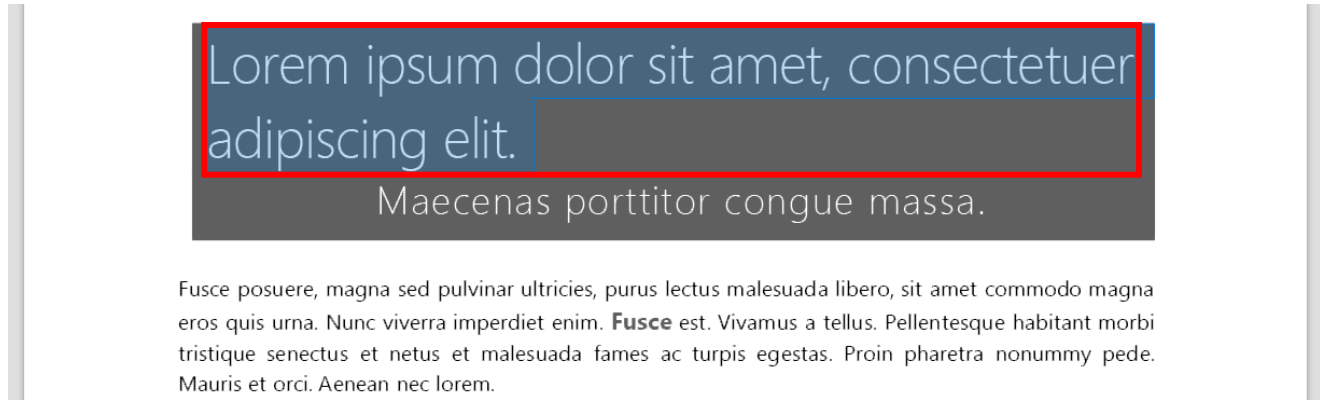 Lorem ipsum dolor sit amet, consectetuer
adipiscing elit.
Maecenas porttitor congue massa.
Fusce posuere, magna sed pulvinar ultricies, purus lectus malesuada libero, sit amet commodo magna
eros quis urna. Nunc viverra imperdiet enim. Fusce est. Vivamus a tellus. Pellentesque habitant morbi
tristique senectus et netus et malesuada fames ac turpis egestas. Proin pharetra nonummy pede.
Mauris et orci. Aenean nec lorem.